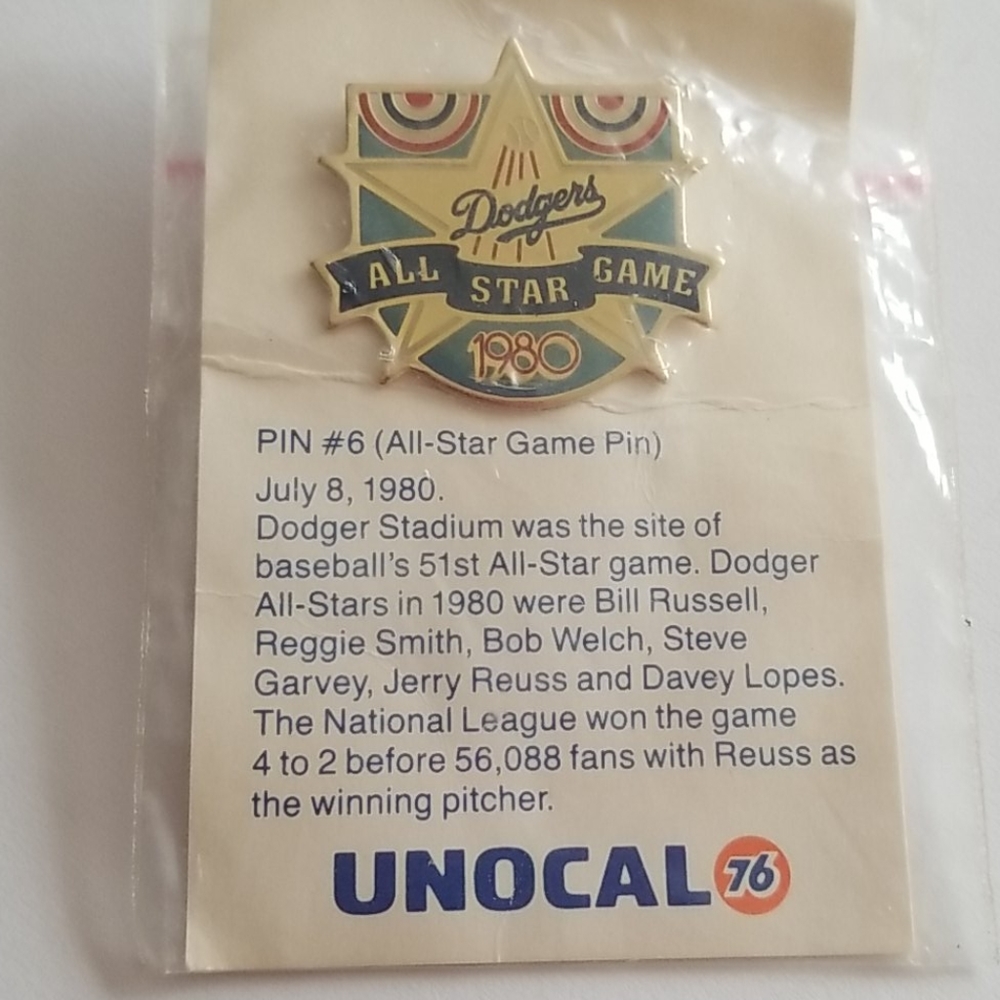 Dodgers
ALL STAR GAME
1980
PIN #6 (All-Star Game Pin)
July 8, 1980.
Dodger Stadium was the site of
baseball's 51st All-Star game. Dodger
All-Stars in 1980 were Bill Russell,
Reggie Smith, Bob Welch, Steve
Garvey, Jerry Reuss and Davey Lopes.
The National League won the game
4 to 2 before 56,088 fans with Reuss as
the winning pitcher.
UNOCAL 76